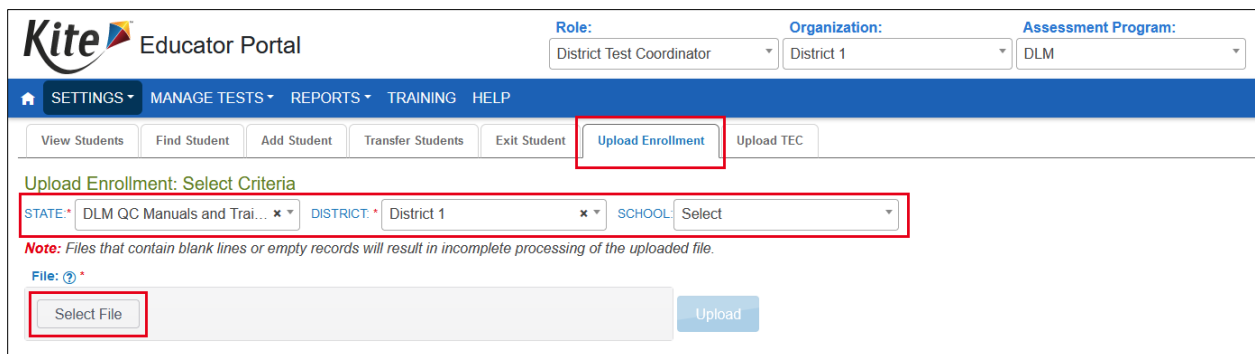 Kite Educator Portal
Role: Organization: Assessment Program:
District Test Coordinator District 1 DLM
SETTINGS MANAGE TESTS REPORTS TRAINING HELP
View Students Find Student Add Student Transfer Students Exit Student Upload Enrollment Upload TEC
Upload Enrollment: Select Criteria
STATE:* DLM QC Manuals and Trai... × DISTRICT: * District 1 × SCHOOL: Select
Note: Files that contain blank lines or empty records will result in incomplete processing of the uploaded file.
File: ? *
Select File Upload